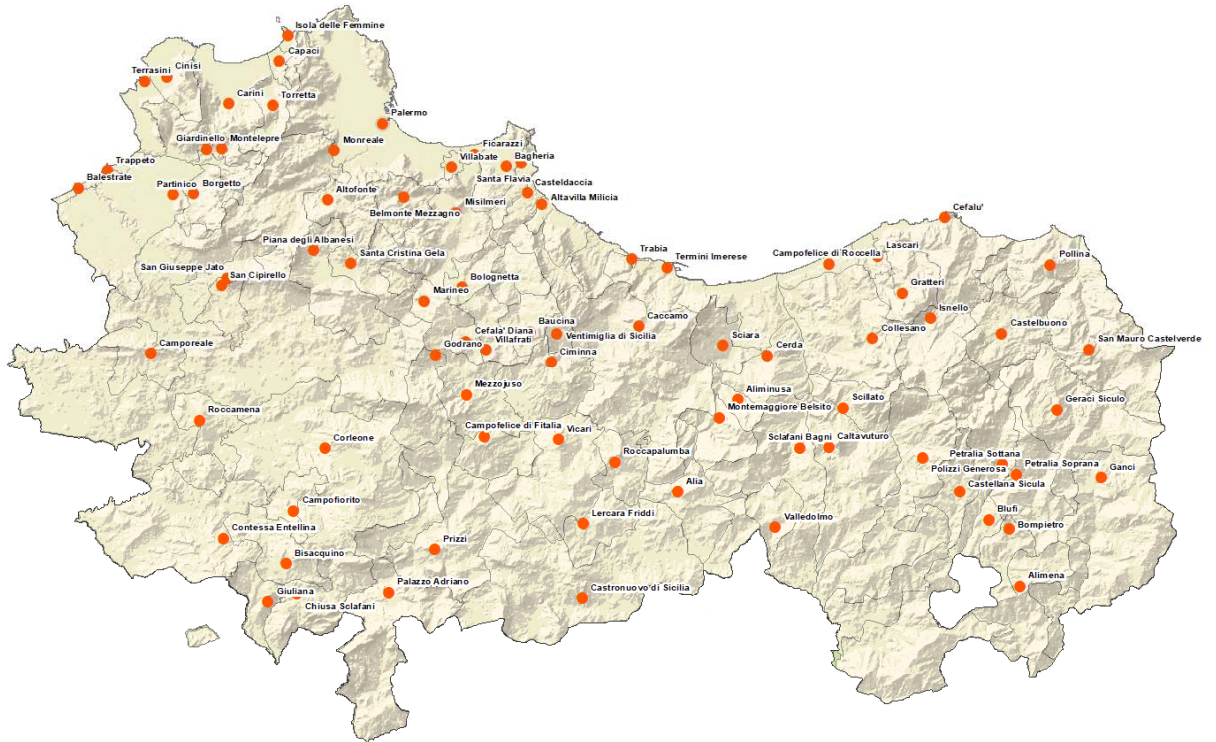 Isola delle Femmine
Capaci
Terrasini
Cinisi
Carini
Torretta
Palermo
Giardinello
Montelepre
Monreale
Ficarazzi
Villabate
Bagheria
Trappeto
Santa Flavia
Balestrate
Partinico
Borgetto
Casteldaccia
Altofonte
Altavilla Milicia
Misilmeri
Belmonte Mezzagno
Cefalu'
Piana degli Albanesi
Santa Cristina Gela
Trabia
Lascari
Campofelice di Roccella
Pollina
San Giuseppe Jato
San Cipirello
Termini Imerese
Bolognetta
Gratteri
Marineo
Isnello
Baucina
Caccamo
Cefala' Diana
Ventimiglia di Sicilia
Sciara
Collesano
Castelbuono
Villafrati
San Mauro Castelverde
Camporeale
Godrano
Ciminna
Cerda
Mezzojuso
Aliminusa
Scillato
Geraci Siculo
Roccamena
Montemaggiore Belsito
Campofelice di Fitalia
Vicari
Corleone
Sclafani Bagni
Caltavuturo
Petralia Sottana
Roccapalumba
Polizzi Generosa
Petralia Soprana
Ganci
Alia
Castellana Sicula
Campofiorito
Lercara Friddi
Blufi
Contessa Entellina
Valledolmo
Bompietro
Prizzi
Bisacquino
Alimena
Palazzo Adriano
Castronuovo di Sicilia
Giuliana
Chiusa Sclafani